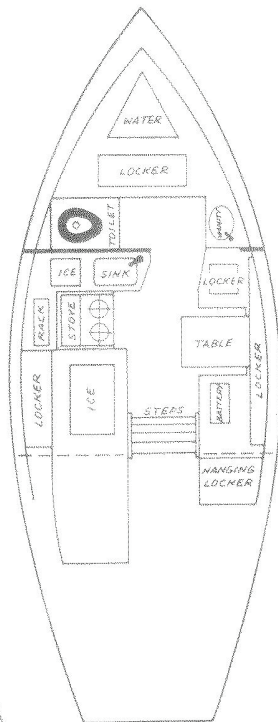 WATER
LOCKER
TOILET
VANITY
ICE
SINK
LOCKER
RACK
STOVE
TABLE
LOCKER
ICE
BATTERY
LOCKER
STEPS
HANGING
LOCKER